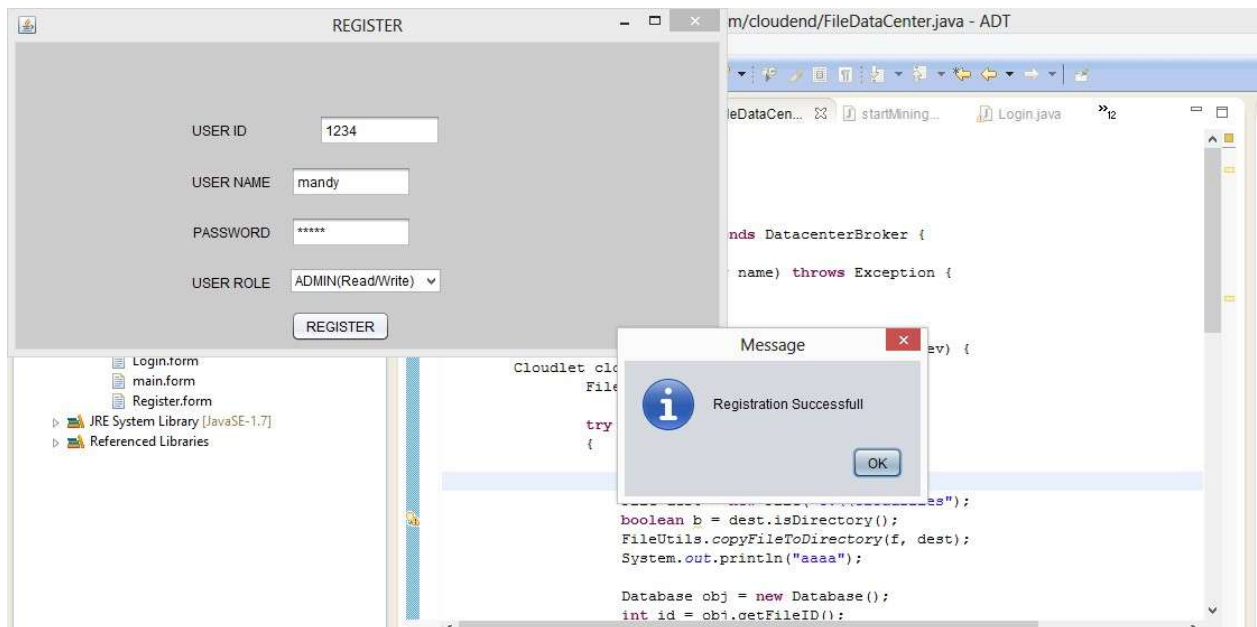 REGISTER
m/cloudend/FileDataCenter.java - ADT
USER ID 1234
USER NAME mandy
PASSWORD *****
USER ROLE ADMIN(Read/Write)
REGISTER
leDataCen... startMining... Login.java »12
nds DatacenterBroker {
name) throws Exception {
ev) {
Cloudlet clo
File
try
{
boolean b = dest.isDirectory();
FileUtils.copyFileToDirectory(f, dest);
System.out.println("aaaa");
Database obj = new Database();
int id = obj.getFileID();
Login.form
main.form
Register.form
JRE System Library [JavaSE-1.7]
Referenced Libraries
Message
Registration Successfull
OK